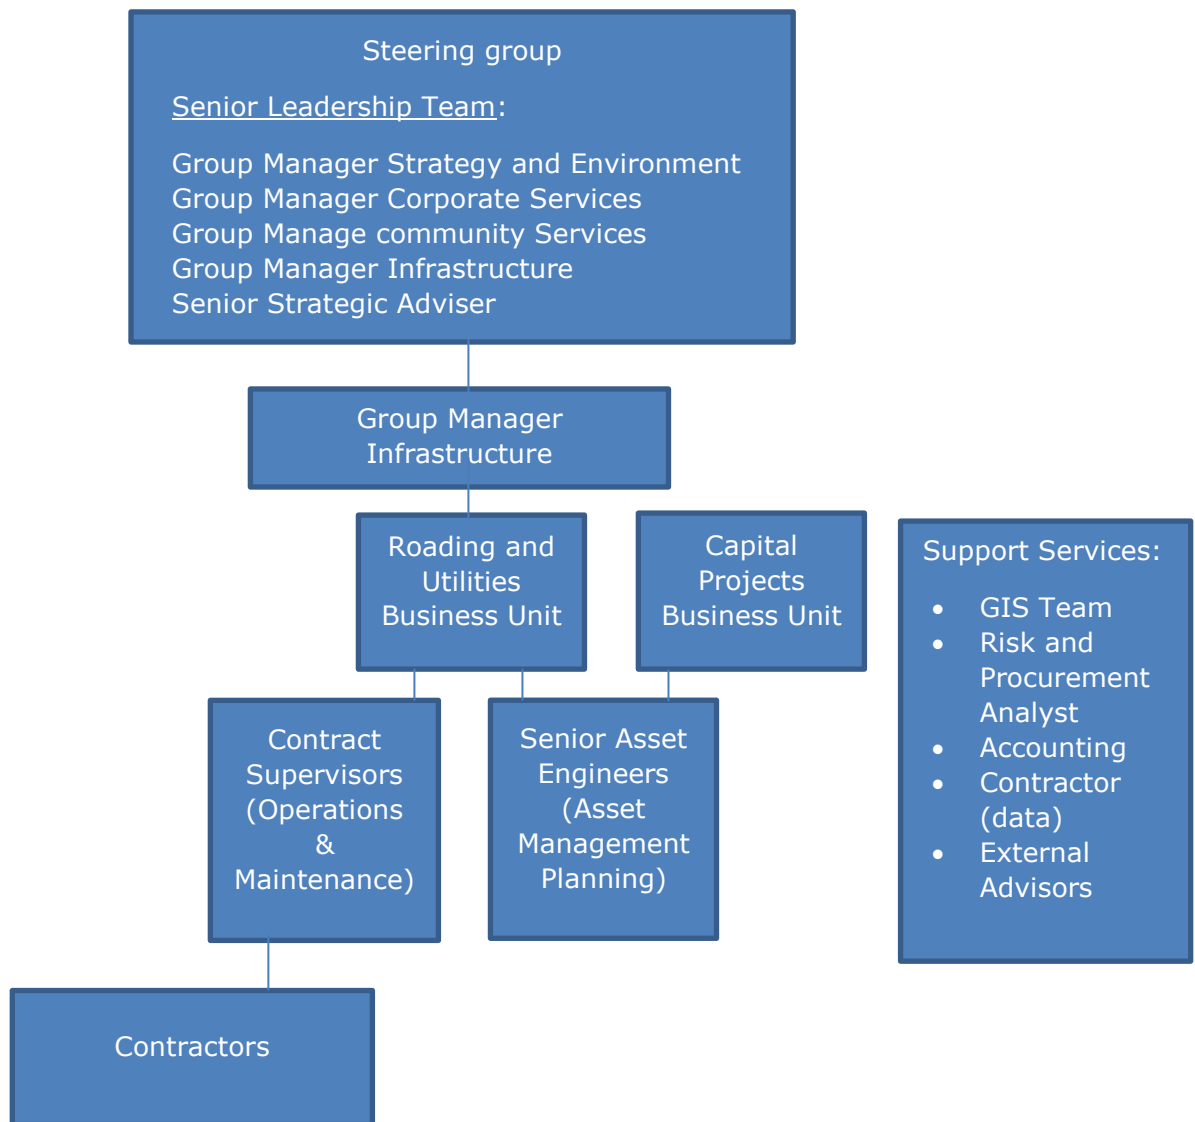 Steering group
Senior Leadership Team:
Group Manager Strategy and Environment
Group Manager Corporate Services
Group Manage community Services
Group Manager Infrastructure
Senior Strategic Adviser
Group Manager
Infrastructure
Roading and
Utilities
Business Unit
Capital
Projects
Business Unit
Support Services:
• GIS Team
• Risk and
Procurement
Analyst
• Accounting
• Contractor
(data)
• External
Advisors
Contract
Supervisors
(Operations
&
Maintenance)
Senior Asset
Engineers
(Asset
Management
Planning)
Contractors